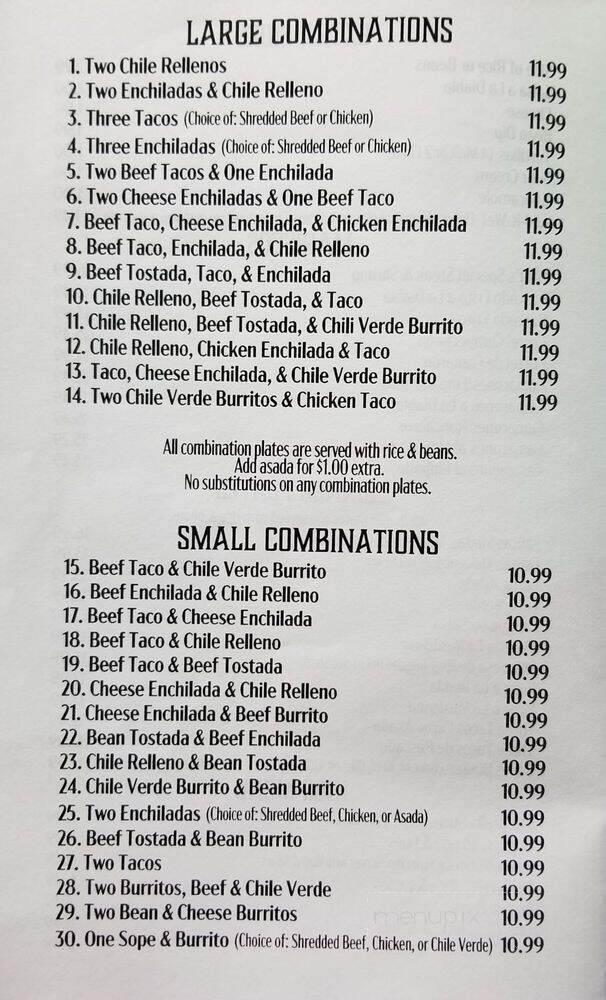 LARGE COMBINATIONS
1. Two Chile Rellenos 11.99
2. Two Enchiladas & Chile Relleno 11.99
3. Three Tacos (Choice of: Shredded Beef or Chicken) 11.99
4. Three Enchiladas (Choice of: Shredded Beef or Chicken) 11.99
5. Two Beef Tacos & One Enchilada 11.99
6. Two Cheese Enchiladas & One Beef Taco 11.99
7. Beef Taco, Cheese Enchilada, & Chicken Enchilada 11.99
8. Beef Taco, Enchilada, & Chile Relleno 11.99
9. Beef Tostada, Taco, & Enchilada 11.99
10. Chile Relleno, Beef Tostada, & Taco 11.99
11. Chile Relleno, Beef Tostada, & Chili Verde Burrito 11.99
12. Chile Relleno, Chicken Enchilada & Taco 11.99
13. Taco, Cheese Enchilada, & Chile Verde Burrito 11.99
14. Two Chile Verde Burritos & Chicken Taco 11.99
All combination plates are served with rice & beans.
Add asada for $1.00 extra.
No substitutions on any combination plates.
SMALL COMBINATIONS
15. Beef Taco & Chile Verde Burrito 10.99
16. Beef Enchilada & Chile Relleno 10.99
17. Beef Taco & Cheese Enchilada 10.99
18. Beef Taco & Chile Relleno 10.99
19. Beef Taco & Beef Tostada 10.99
20. Cheese Enchilada & Chile Relleno 10.99
21. Cheese Enchilada & Beef Burrito 10.99
22. Bean Tostada & Beef Enchilada 10.99
23. Chile Relleno & Bean Tostada 10.99
24. Chile Verde Burrito & Bean Burrito 10.99
25. Two Enchiladas (Choice of: Shredded Beef, Chicken, or Asada) 10.99
26. Beef Tostada & Bean Burrito 10.99
27. Two Tacos 10.99
28. Two Burritos, Beef & Chile Verde 10.99
29. Two Bean & Cheese Burritos 10.99
30. One Sope & Burrito (Choice of: Shredded Beef, Chicken, or Chile Verde) 10.99
menupix